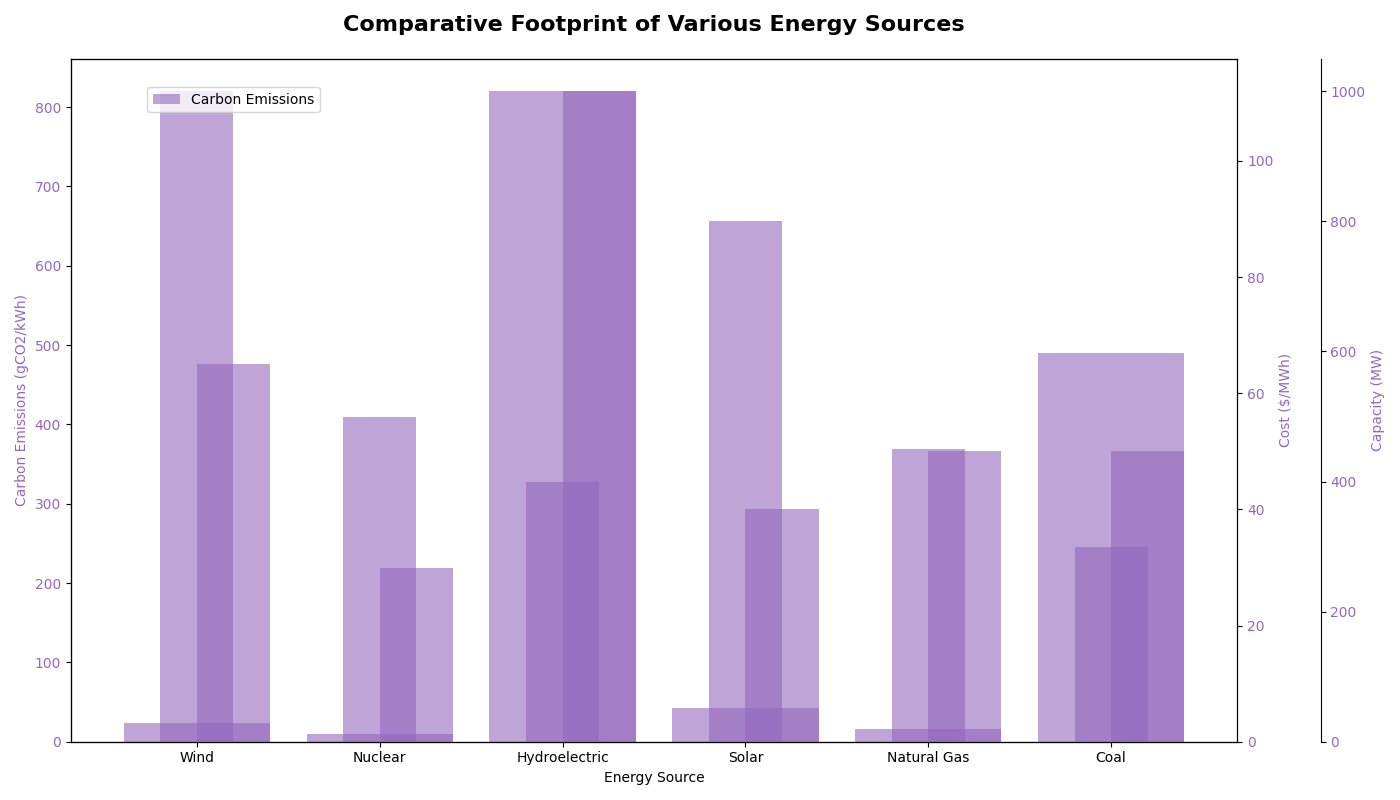 Comparative Footprint of Various Energy Sources
Carbon Emissions
Carbon Emissions (gCO2/kWh)
800
700
600
500
400
300
200
100
0
Wind
Nuclear
Hydroelectric
Solar
Natural Gas
Coal
Energy Source
100
80
60
40
20
0
Cost ($/MWh)
1000
800
600
400
200
0
Capacity (MW)